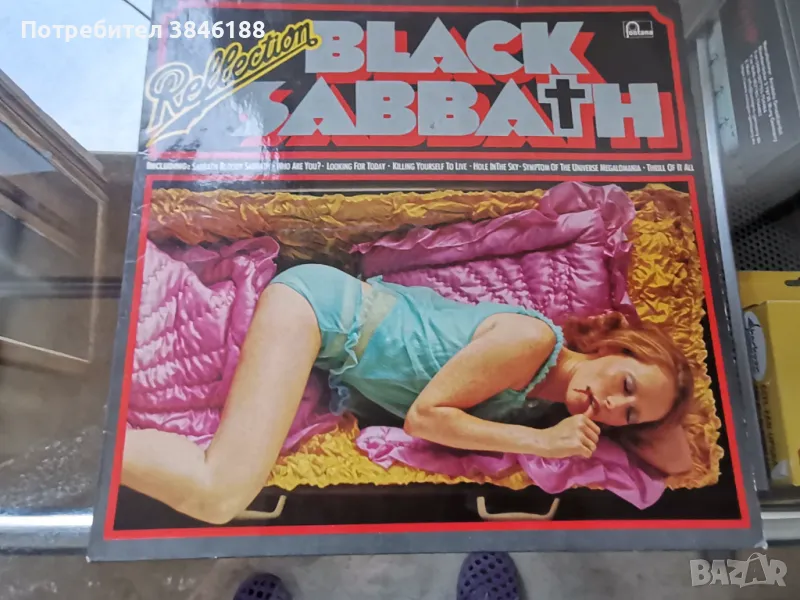 Потребител 3846188
Reflection
BLACK
SABBATH
fontana
INCLUDING: SABBATH BLOODY SABBATH · WHO ARE YOU? · LOOKING FOR TODAY · KILLING YOURSELF TO LIVE · HOLE IN THE SKY · SYMPTOM OF THE UNIVERSE MEGALOMANIA · THRILL OF IT ALL
BAZAR